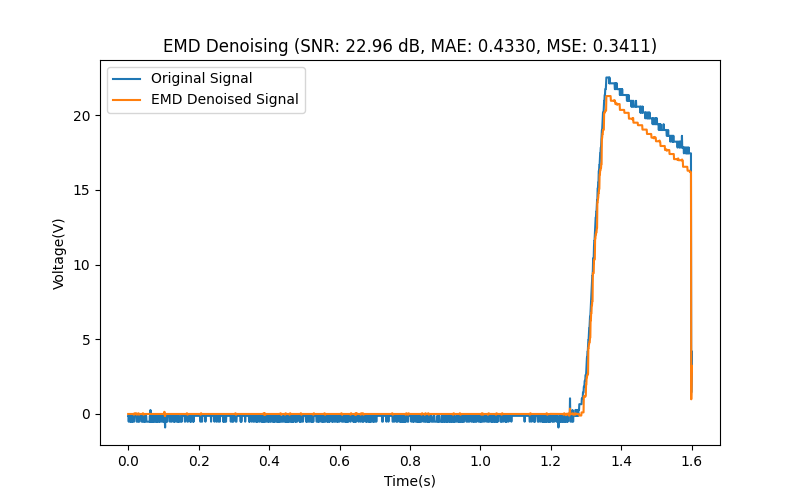 EMD Denoising (SNR: 22.96 dB, MAE: 0.4330, MSE: 0.3411)
Original Signal
EMD Denoised Signal
Voltage(V)
20
15
10
5
0
0.0 0.2 0.4 0.6 0.8 1.0 1.2 1.4 1.6
Time(s)